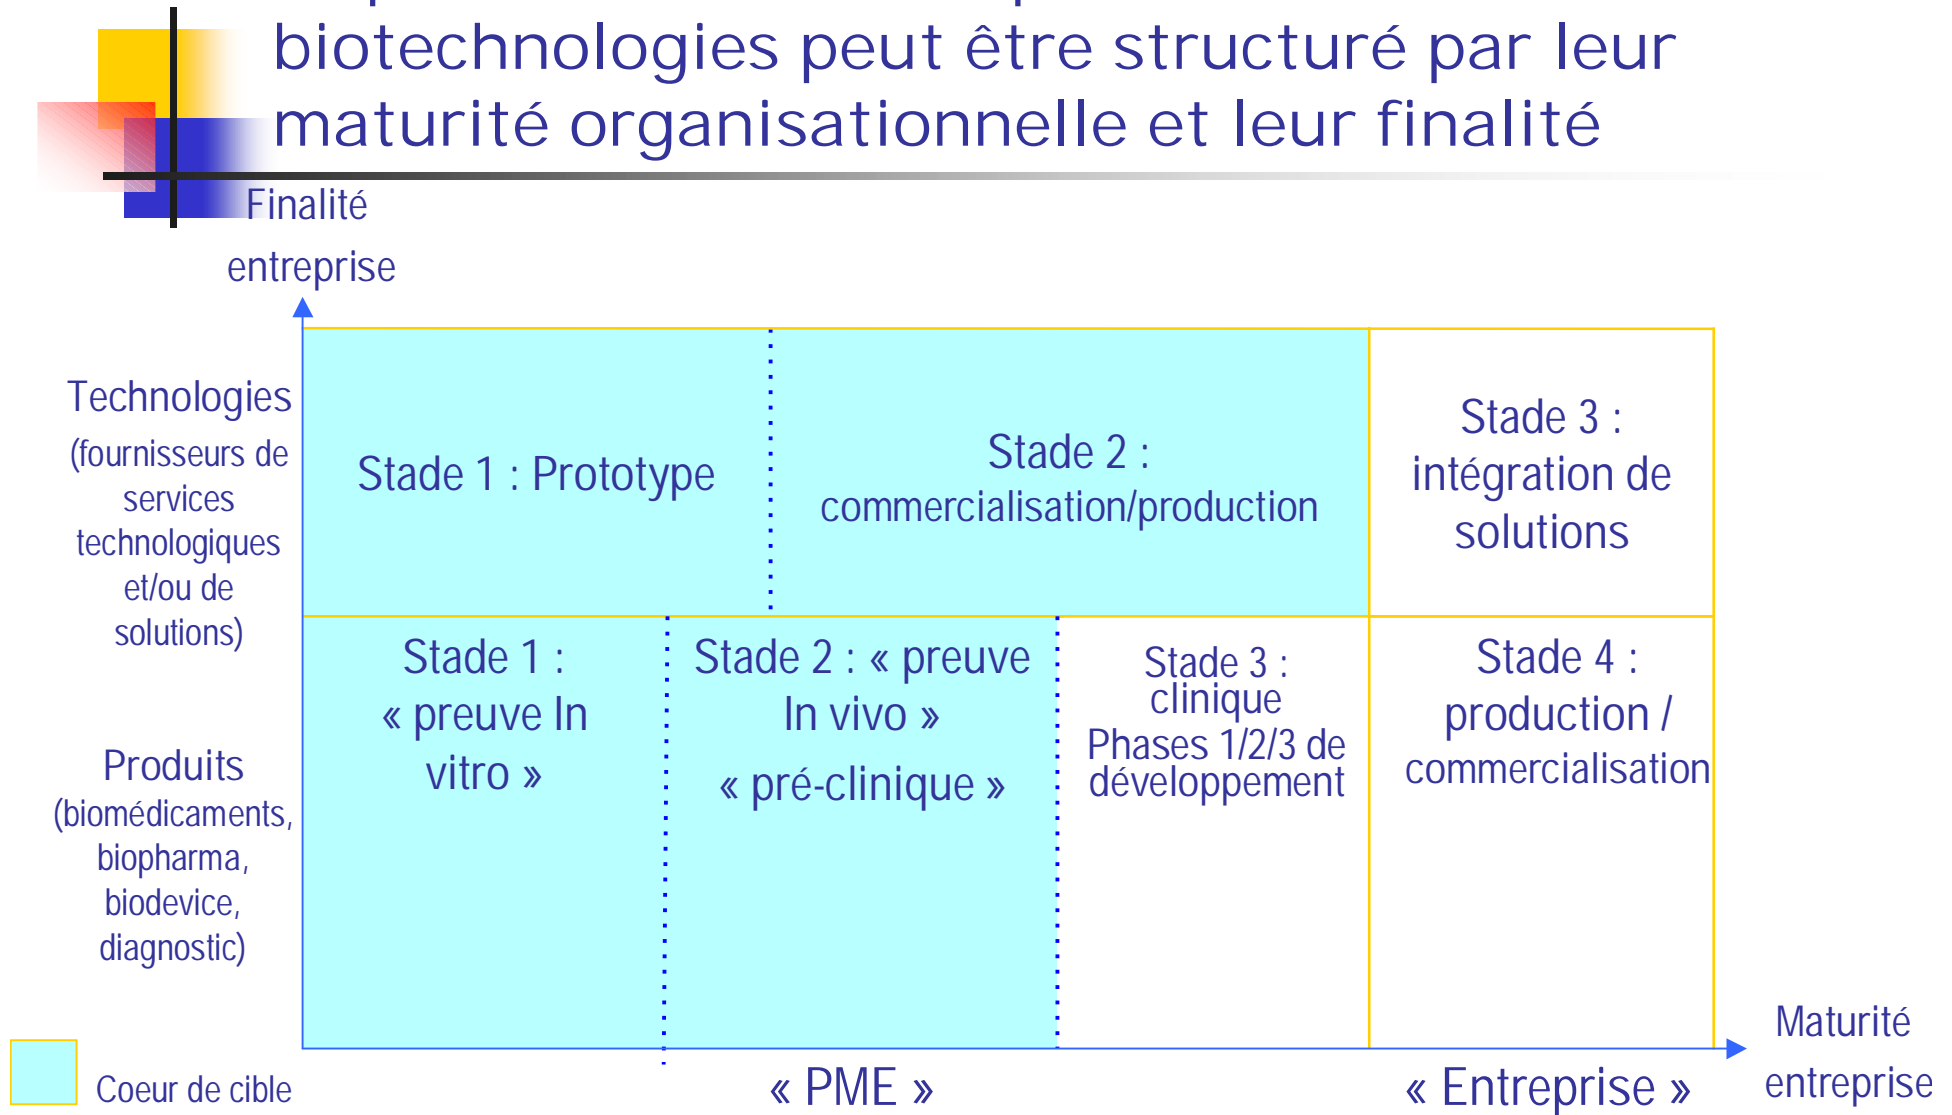 biotechnologies peut être structuré par leur
maturité organisationnelle et leur finalité
Finalité
entreprise
Technologies
(fournisseurs de
services
technologiques
et/ou de
solutions)
Stade 1 : Prototype
Stade 2 :
commercialisation/production
Stade 3 :
intégration de
solutions
Produits
(biomédicaments,
biopharma,
biodevice,
diagnostic)
Stade 1 :
« preuve In
vitro »
Stade 2 : « preuve
In vivo »
« pré-clinique »
Stade 3 :
clinique
Phases 1/2/3 de
développement
Stade 4 :
production /
commercialisation
Maturité
entreprise
Coeur de cible
« PME »
« Entreprise »